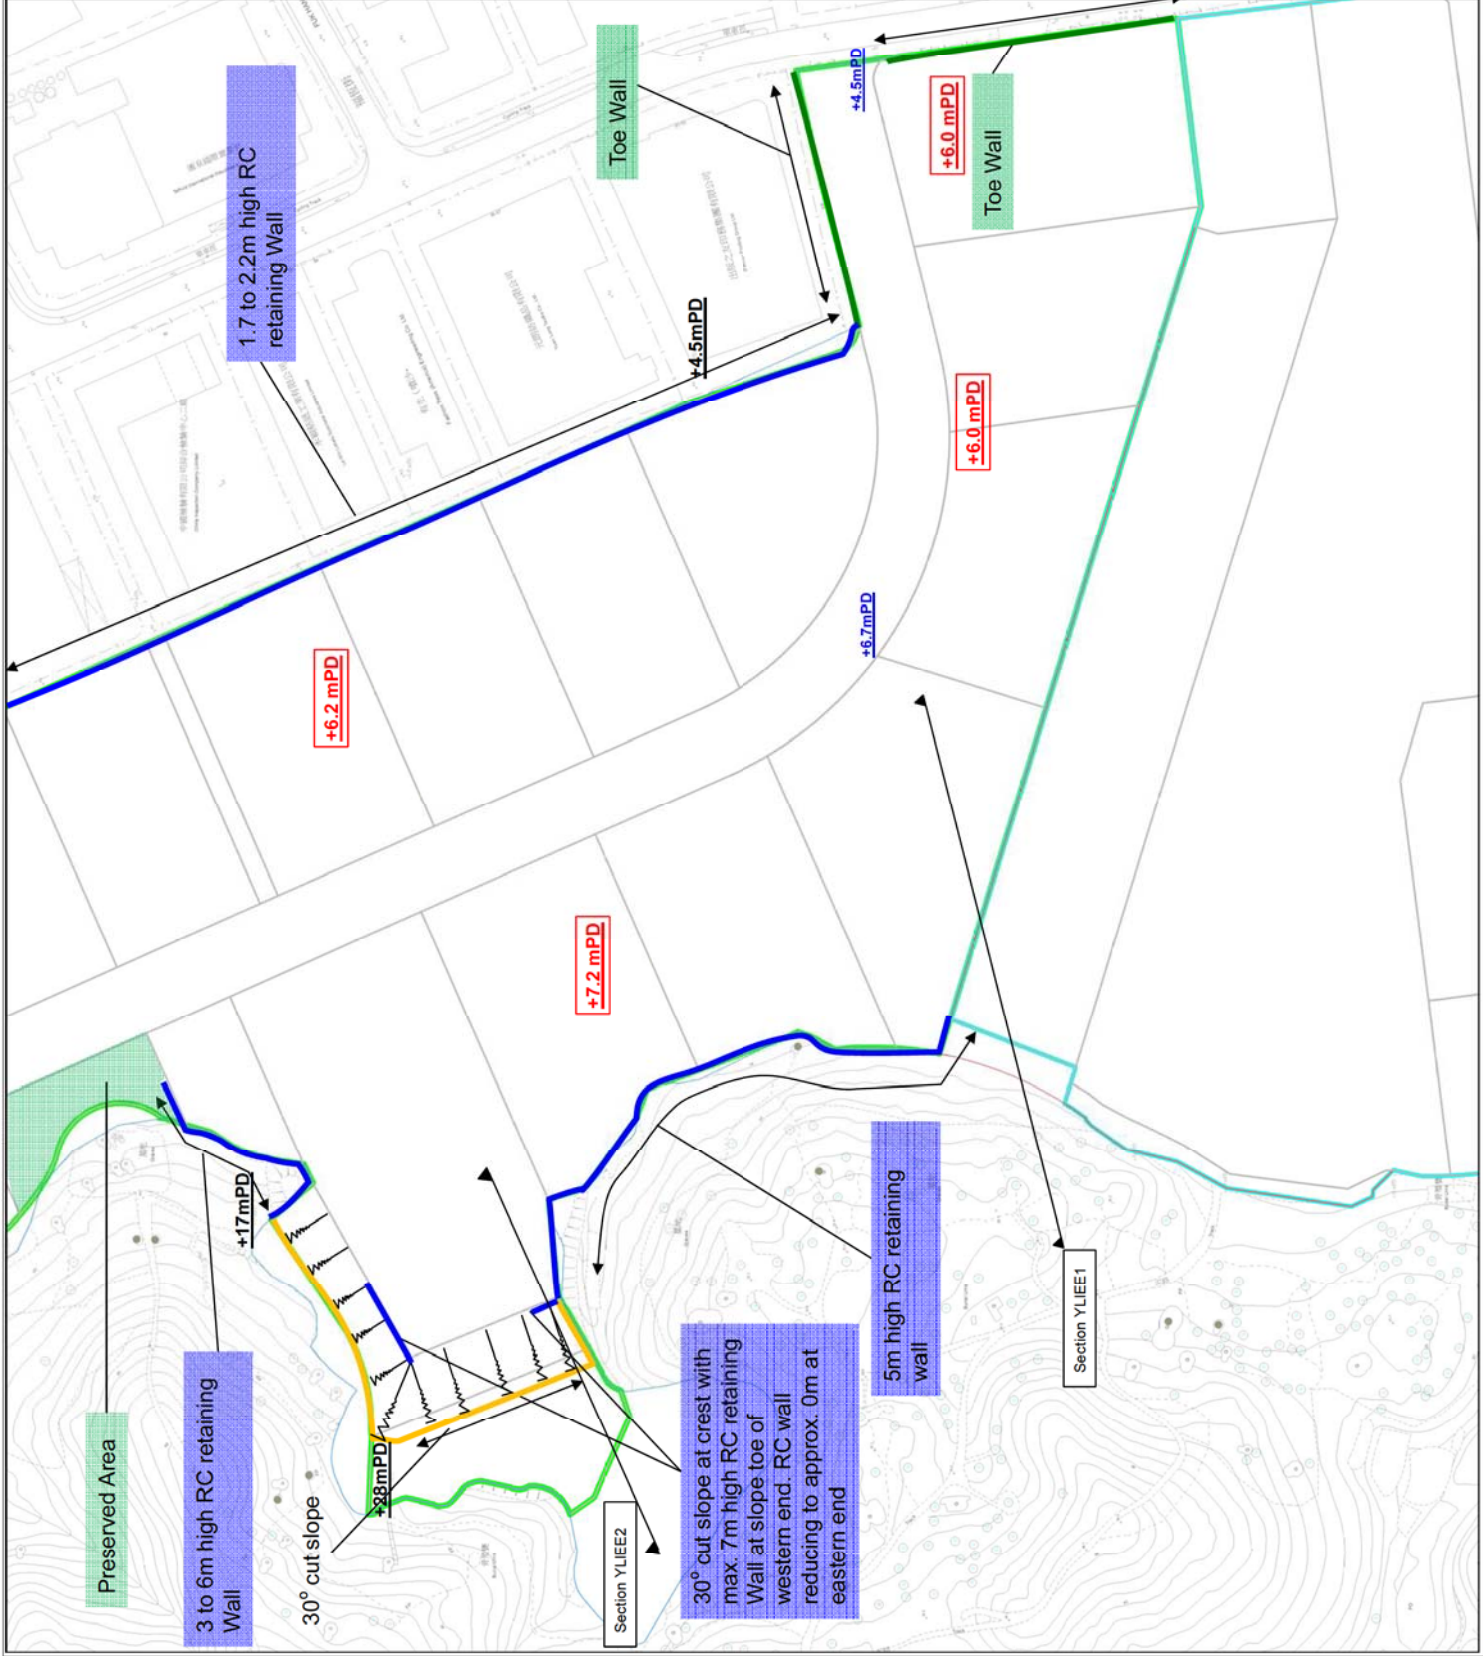 Preserved Area
3 to 6m high RC retaining
Wall
30° cut slope
+28mPD
+17mPD
Section YLIEE2
30° cut slope at crest with
max. 7m high RC retaining
Wall at slope toe of
western end. RC wall
reducing to approx. 0m at
eastern end
5m high RC retaining
wall
Section YLIEE1
+7.2 mPD
+6.2 mPD
+6.7mPD
+6.0 mPD
+4.5mPD
1.7 to 2.2m high RC
retaining Wall
Toe Wall
+4.5mPD
+6.0 mPD
Toe Wall